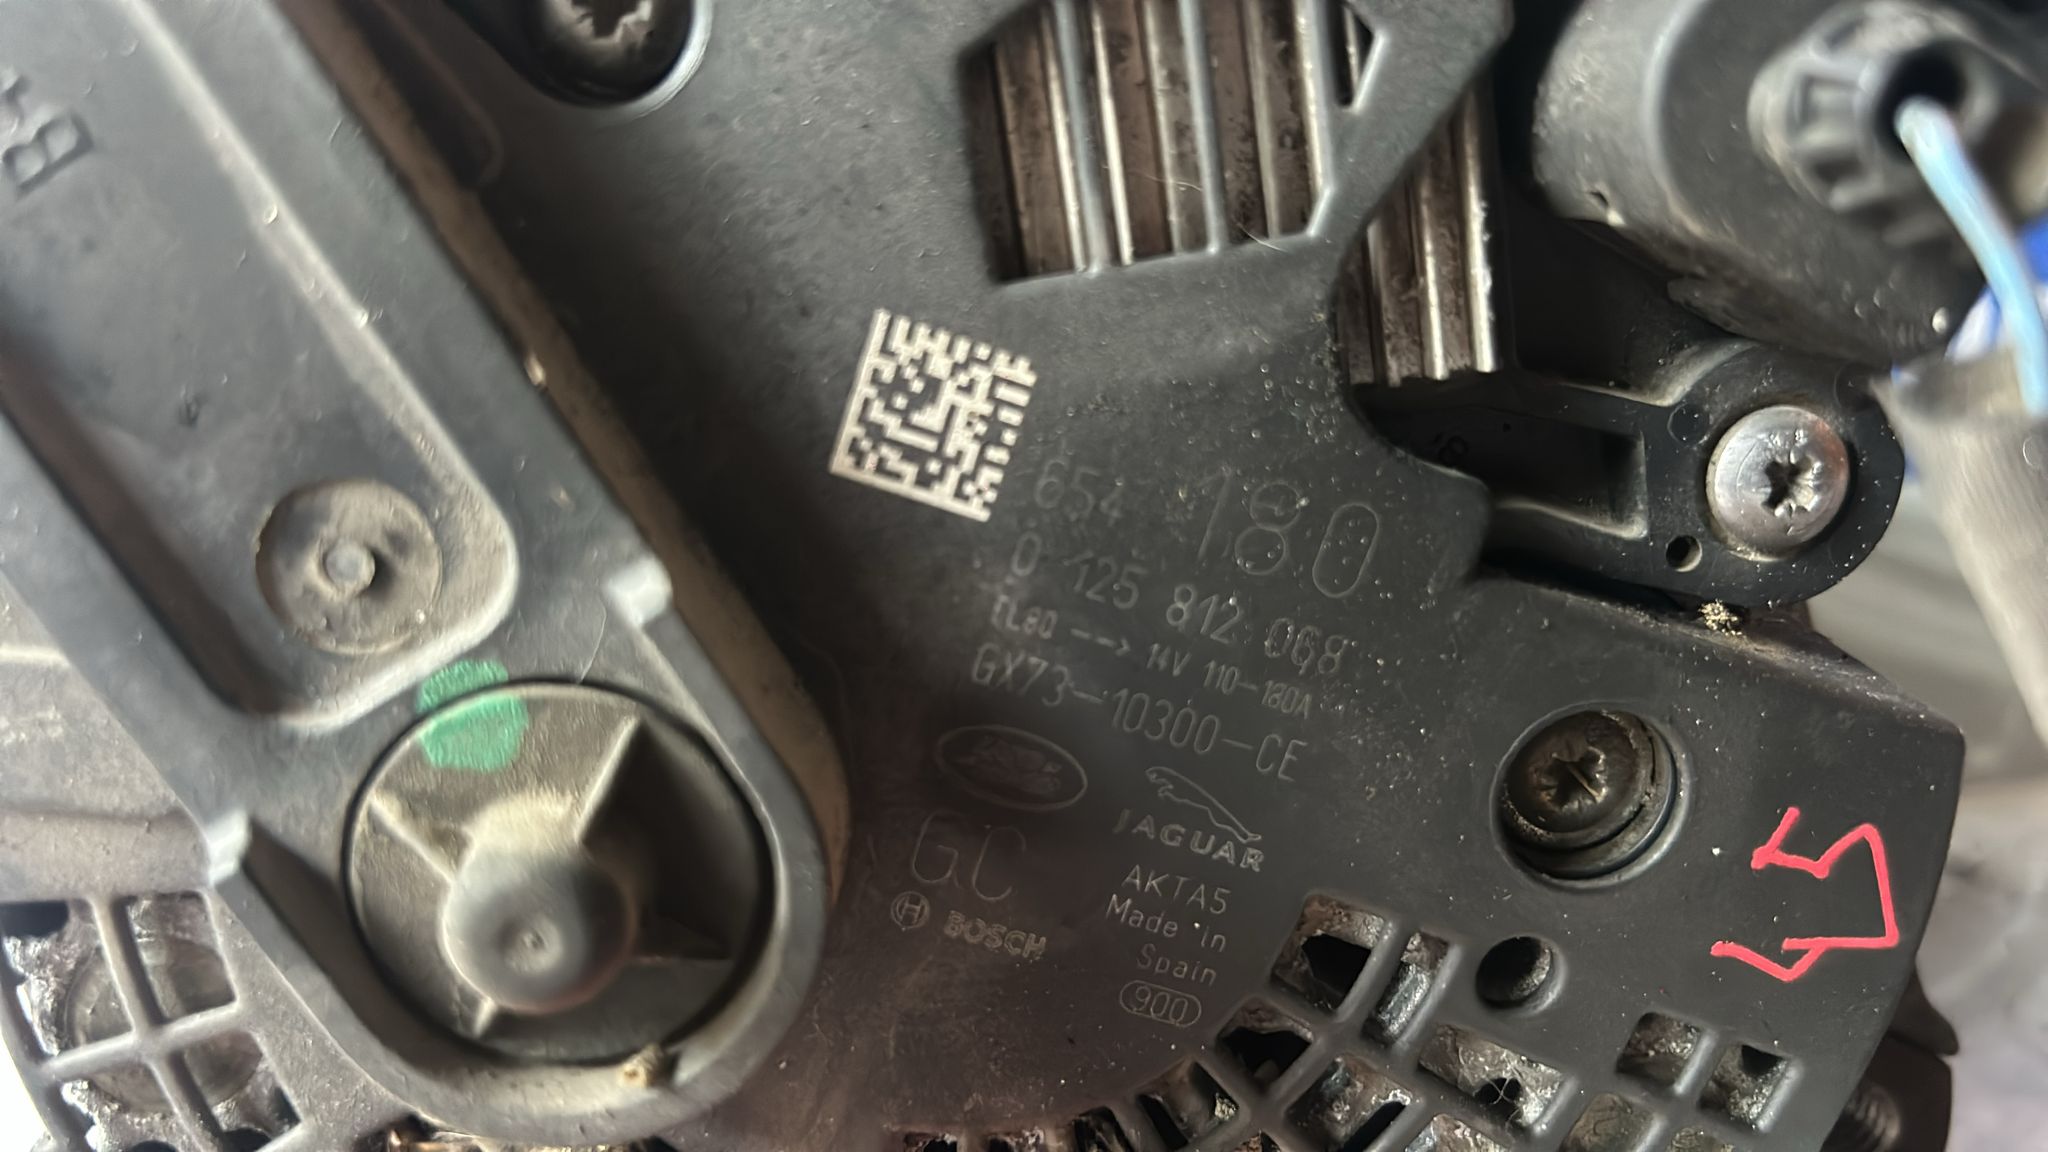 B+
654 180
0 125 812 068
ELa0 --> 14V 110-180A
GX73-10300-CE
JAGUAR
GC
AKTA5
BOSCH
Made in
Spain
900